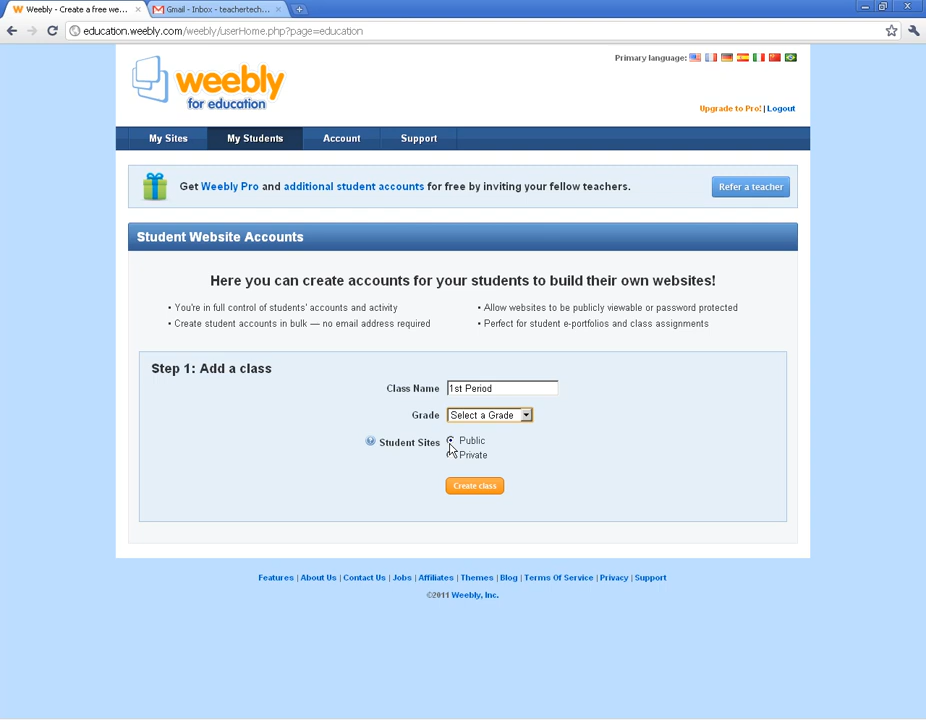 Weebly - Create a free we...
Gmail - Inbox - teachertech...
education.weebly.com/weebly/userHome.php?page=education
Primary language:
weebly
for education
Upgrade to Pro! | Logout
My Sites
My Students
Account
Support
Get Weebly Pro and additional student accounts for free by inviting your fellow teachers.
Refer a teacher
Student Website Accounts
Here you can create accounts for your students to build their own websites!
• You're in full control of students' accounts and activity
• Allow websites to be publicly viewable or password protected
• Create student accounts in bulk — no email address required
• Perfect for student e-portfolios and class assignments
Step 1: Add a class
Class Name 1st Period
Grade Select a Grade
Student Sites Public
Private
Create class
Features | About Us | Contact Us | Jobs | Affiliates | Themes | Blog | Terms Of Service | Privacy | Support
©2011 Weebly, Inc.